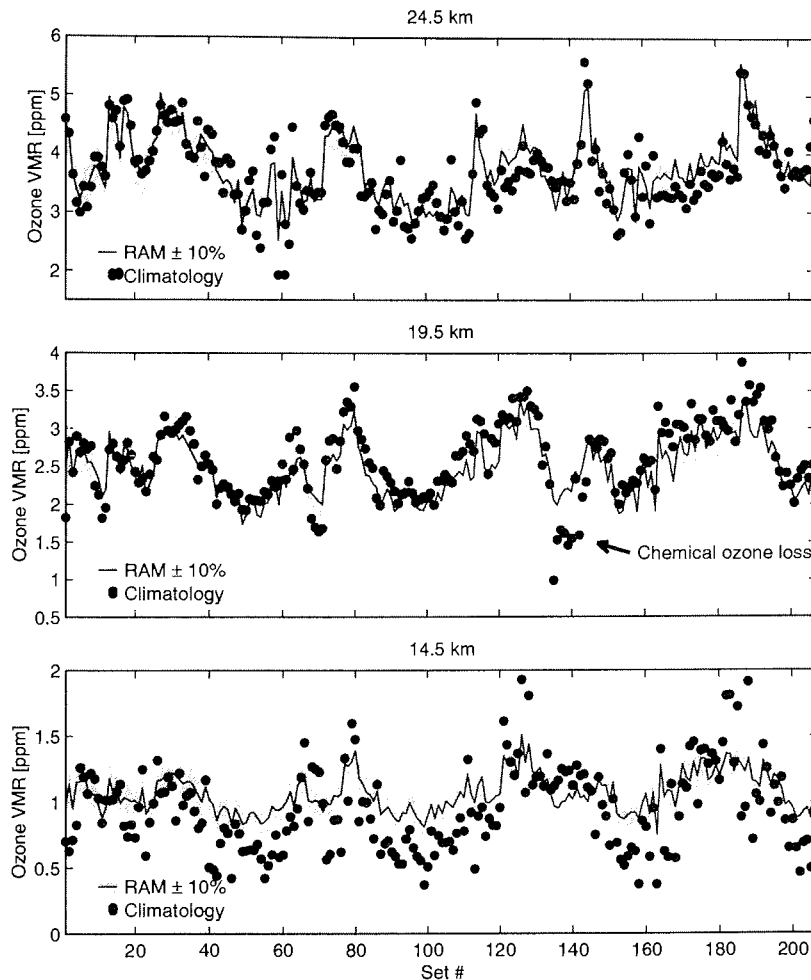 24.5 km
Ozone VMR [ppm]
6
5
4
3
2
RAM ± 10%
Climatology
19.5 km
Ozone VMR [ppm]
4
3.5
3
2.5
2
1.5
1
0.5
Chemical ozone loss
RAM ± 10%
Climatology
14.5 km
Ozone VMR [ppm]
2
1.5
1
0.5
0
RAM ± 10%
Climatology
20 40 60 80 100 120 140 160 180 200
Set #